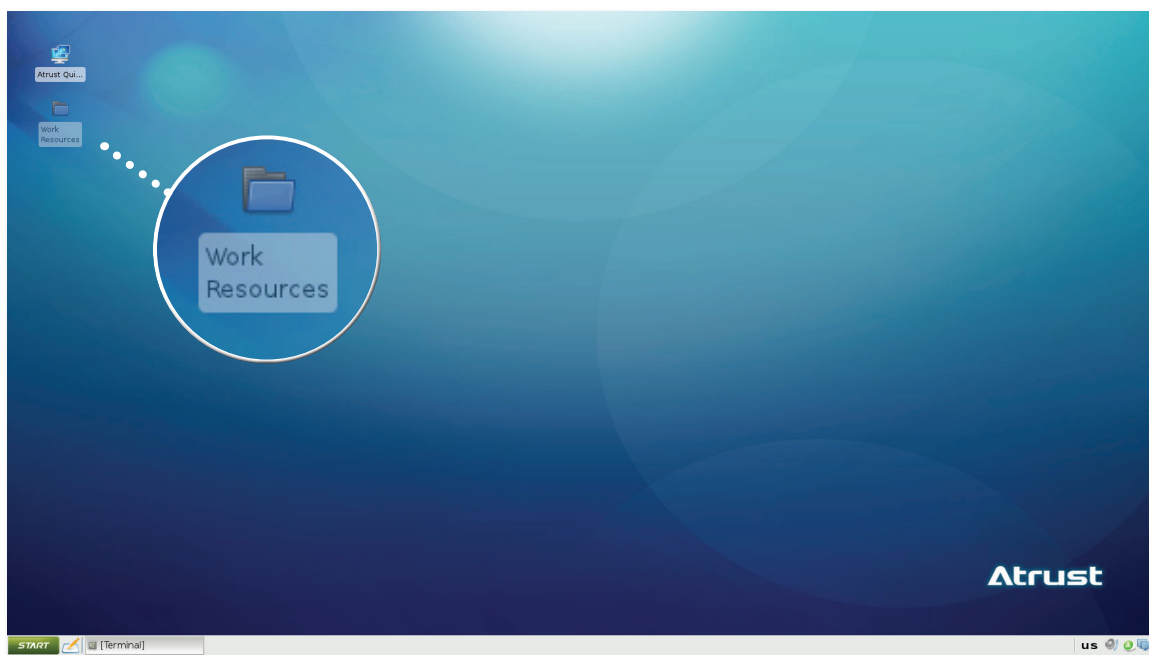 Atrust Qui...
Work
Resources
Work
Resources
Atrust
START
[Terminal]
us